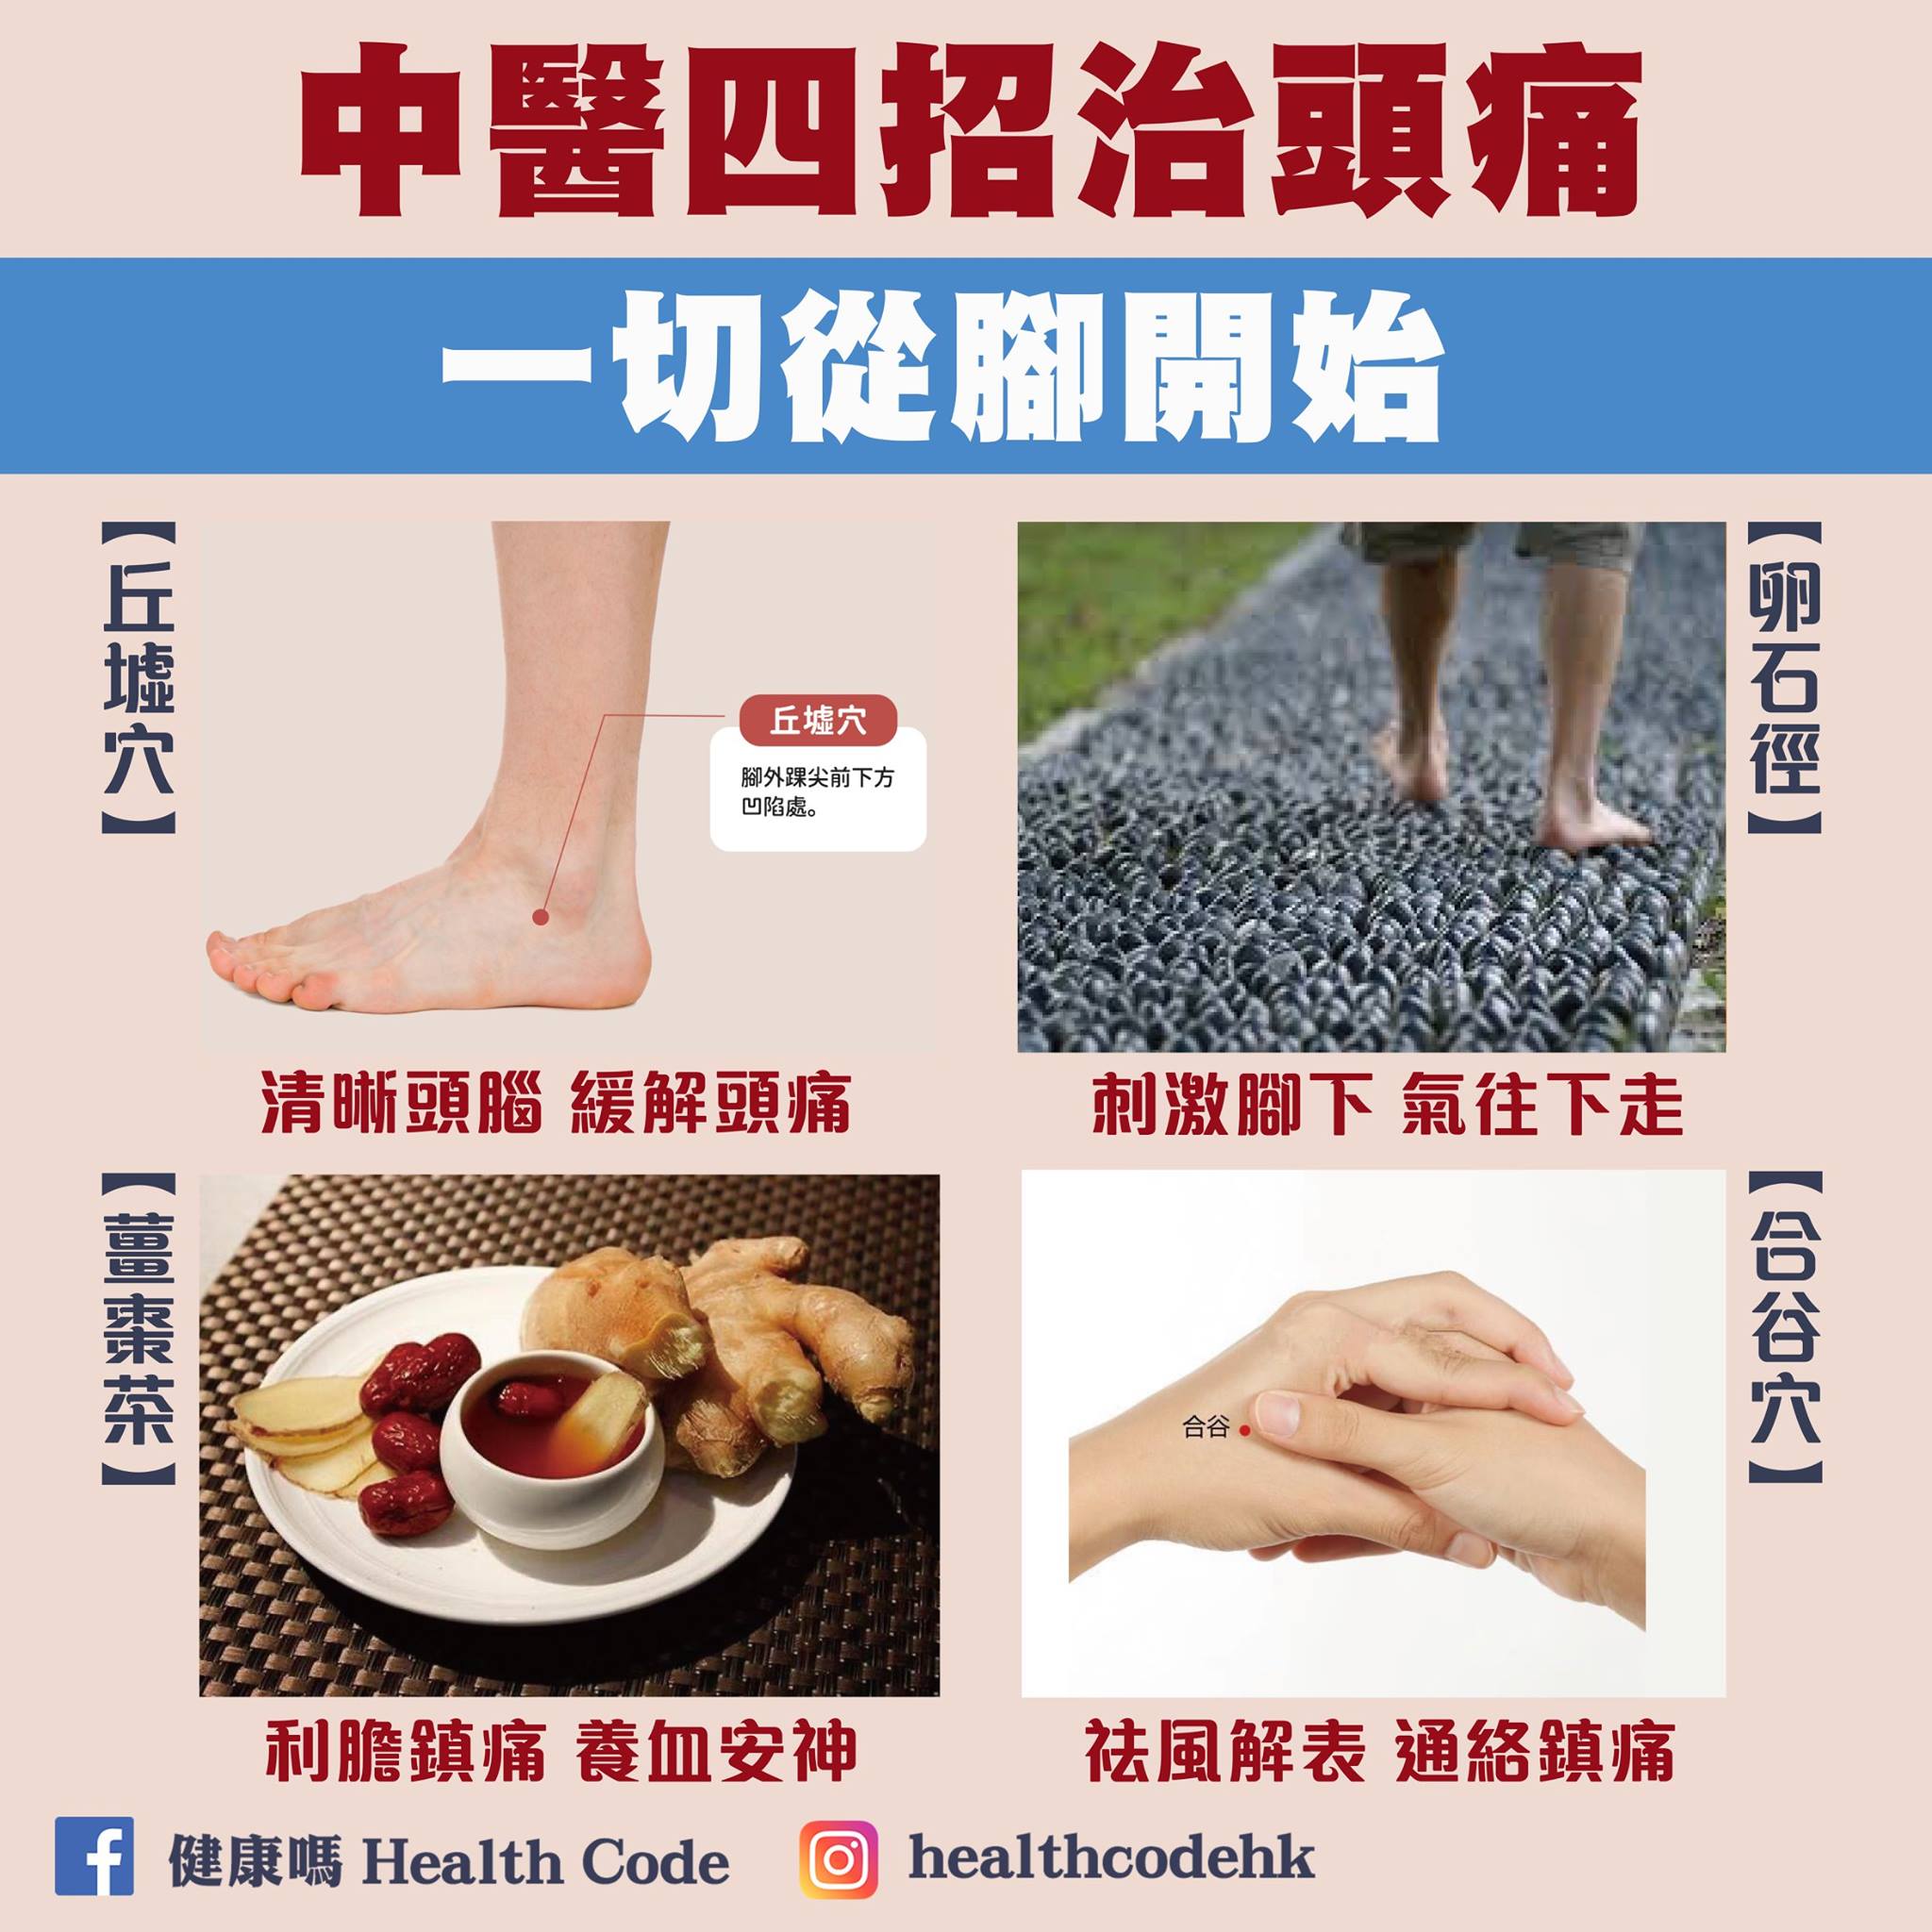 中醫四招治頭痛
一切從腳開始
【丘墟穴】
丘墟穴
腳外踝尖前下方
凹陷處。
清晰頭腦 緩解頭痛
【卵石徑】
刺激腳下 氣往下走
【薑棗茶】
利膽鎮痛 養血安神
【合谷穴】
合谷
祛風解表 通絡鎮痛
健康嗎 Health Code
healthcodehk